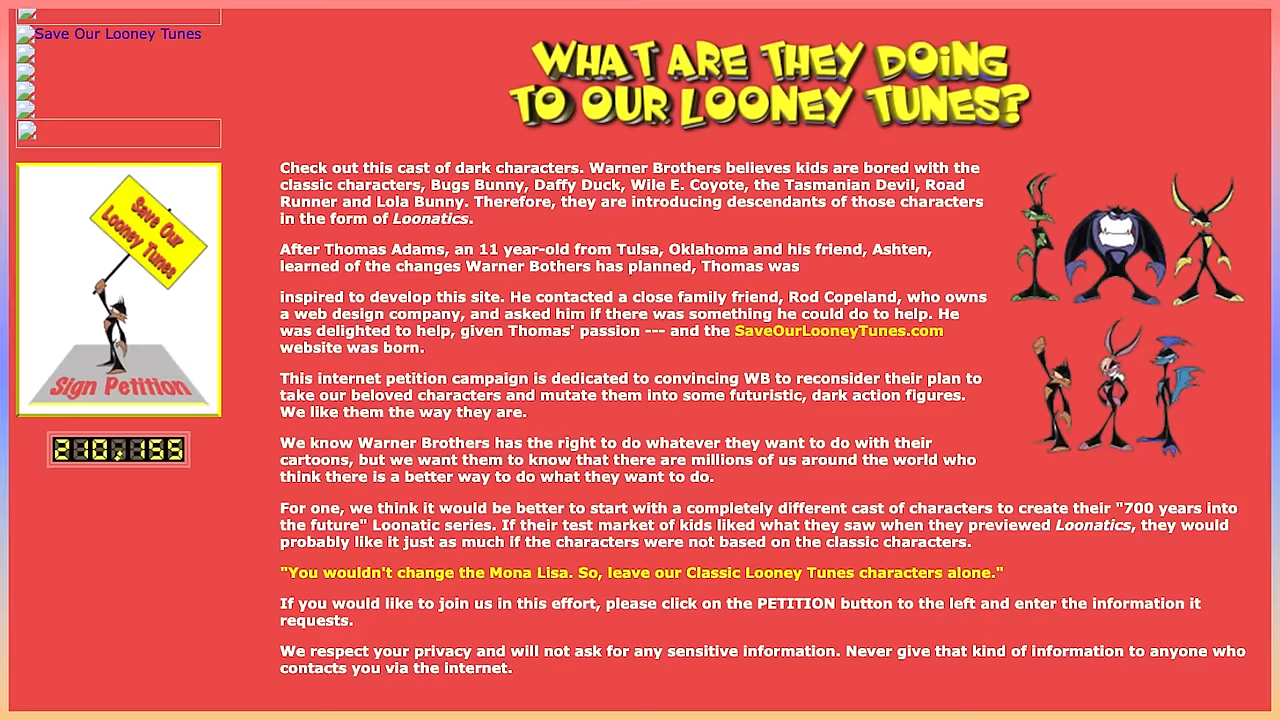 Save Our Looney Tunes
WHAT ARE THEY DOiNG
TO OUR LOONEY TUNES?
Save Our
Looney Tunes
Sign Petition
210,155
Check out this cast of dark characters. Warner Brothers believes kids are bored with the
classic characters, Bugs Bunny, Daffy Duck, Wile E. Coyote, the Tasmanian Devil, Road
Runner and Lola Bunny. Therefore, they are introducing descendants of those characters
in the form of Loonatics.
After Thomas Adams, an 11 year-old from Tulsa, Oklahoma and his friend, Ashten,
learned of the changes Warner Bothers has planned, Thomas was
inspired to develop this site. He contacted a close family friend, Rod Copeland, who owns
a web design company, and asked him if there was something he could do to help. He
was delighted to help, given Thomas' passion --- and the SaveOurLooneyTunes.com
website was born.
This internet petition campaign is dedicated to convincing WB to reconsider their plan to
take our beloved characters and mutate them into some futuristic, dark action figures.
We like them the way they are.
We know Warner Brothers has the right to do whatever they want to do with their
cartoons, but we want them to know that there are millions of us around the world who
think there is a better way to do what they want to do.
For one, we think it would be better to start with a completely different cast of characters to create their "700 years into
the future" Loonatic series. If their test market of kids liked what they saw when they previewed Loonatics, they would
probably like it just as much if the characters were not based on the classic characters.
"You wouldn't change the Mona Lisa. So, leave our Classic Looney Tunes characters alone."
If you would like to join us in this effort, please click on the PETITION button to the left and enter the information it
requests.
We respect your privacy and will not ask for any sensitive information. Never give that kind of information to anyone who
contacts you via the internet.